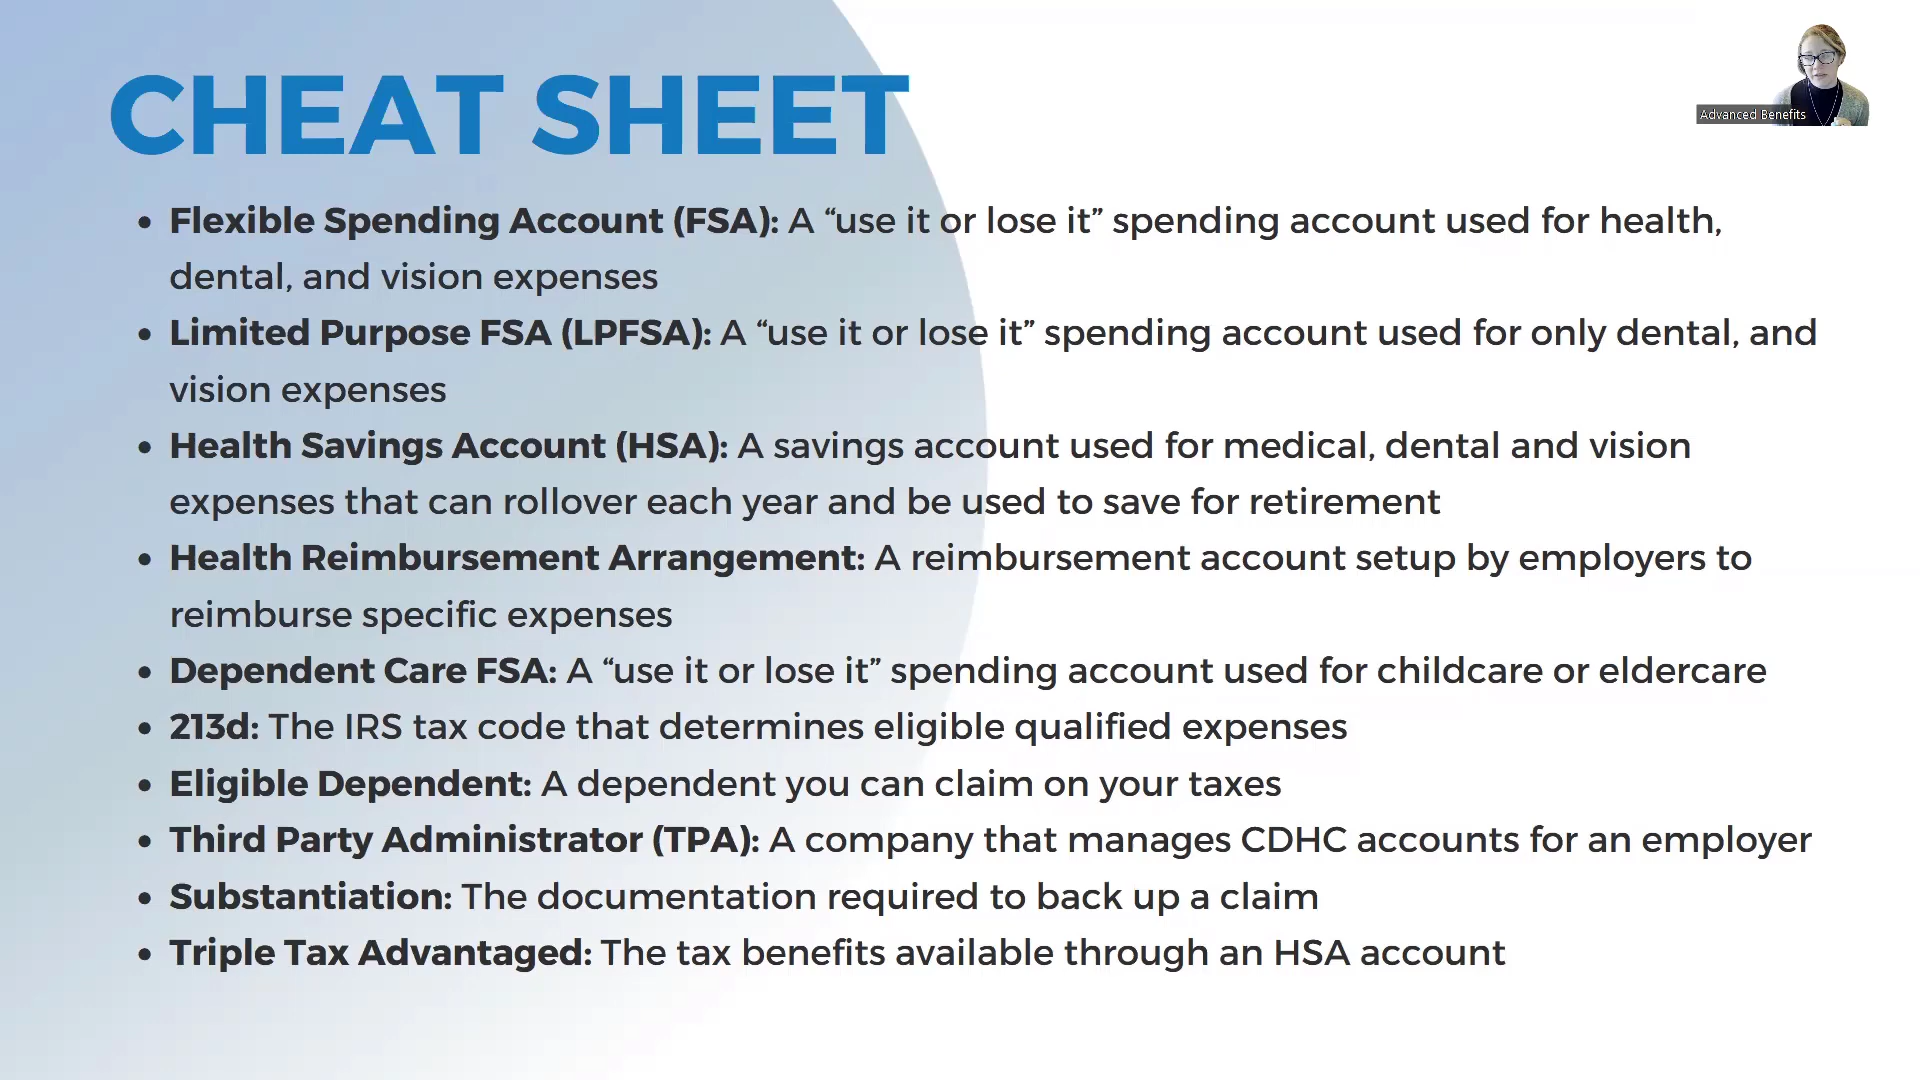 CHEAT SHEET
Advanced Benefits
• Flexible Spending Account (FSA): A “use it or lose it” spending account used for health,
dental, and vision expenses
• Limited Purpose FSA (LPFSA): A “use it or lose it” spending account used for only dental, and
vision expenses
• Health Savings Account (HSA): A savings account used for medical, dental and vision
expenses that can rollover each year and be used to save for retirement
• Health Reimbursement Arrangement: A reimbursement account setup by employers to
reimburse specific expenses
• Dependent Care FSA: A “use it or lose it” spending account used for childcare or eldercare
• 213d: The IRS tax code that determines eligible qualified expenses
• Eligible Dependent: A dependent you can claim on your taxes
• Third Party Administrator (TPA): A company that manages CDHC accounts for an employer
• Substantiation: The documentation required to back up a claim
• Triple Tax Advantaged: The tax benefits available through an HSA account